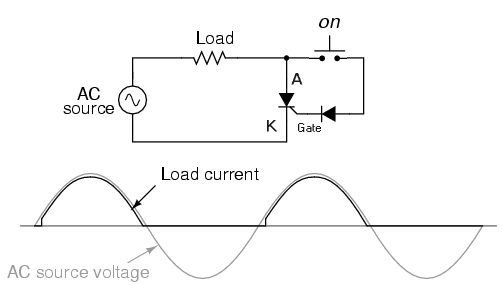 on
Load
A
AC
source
K
Gate
Load current
AC source voltage